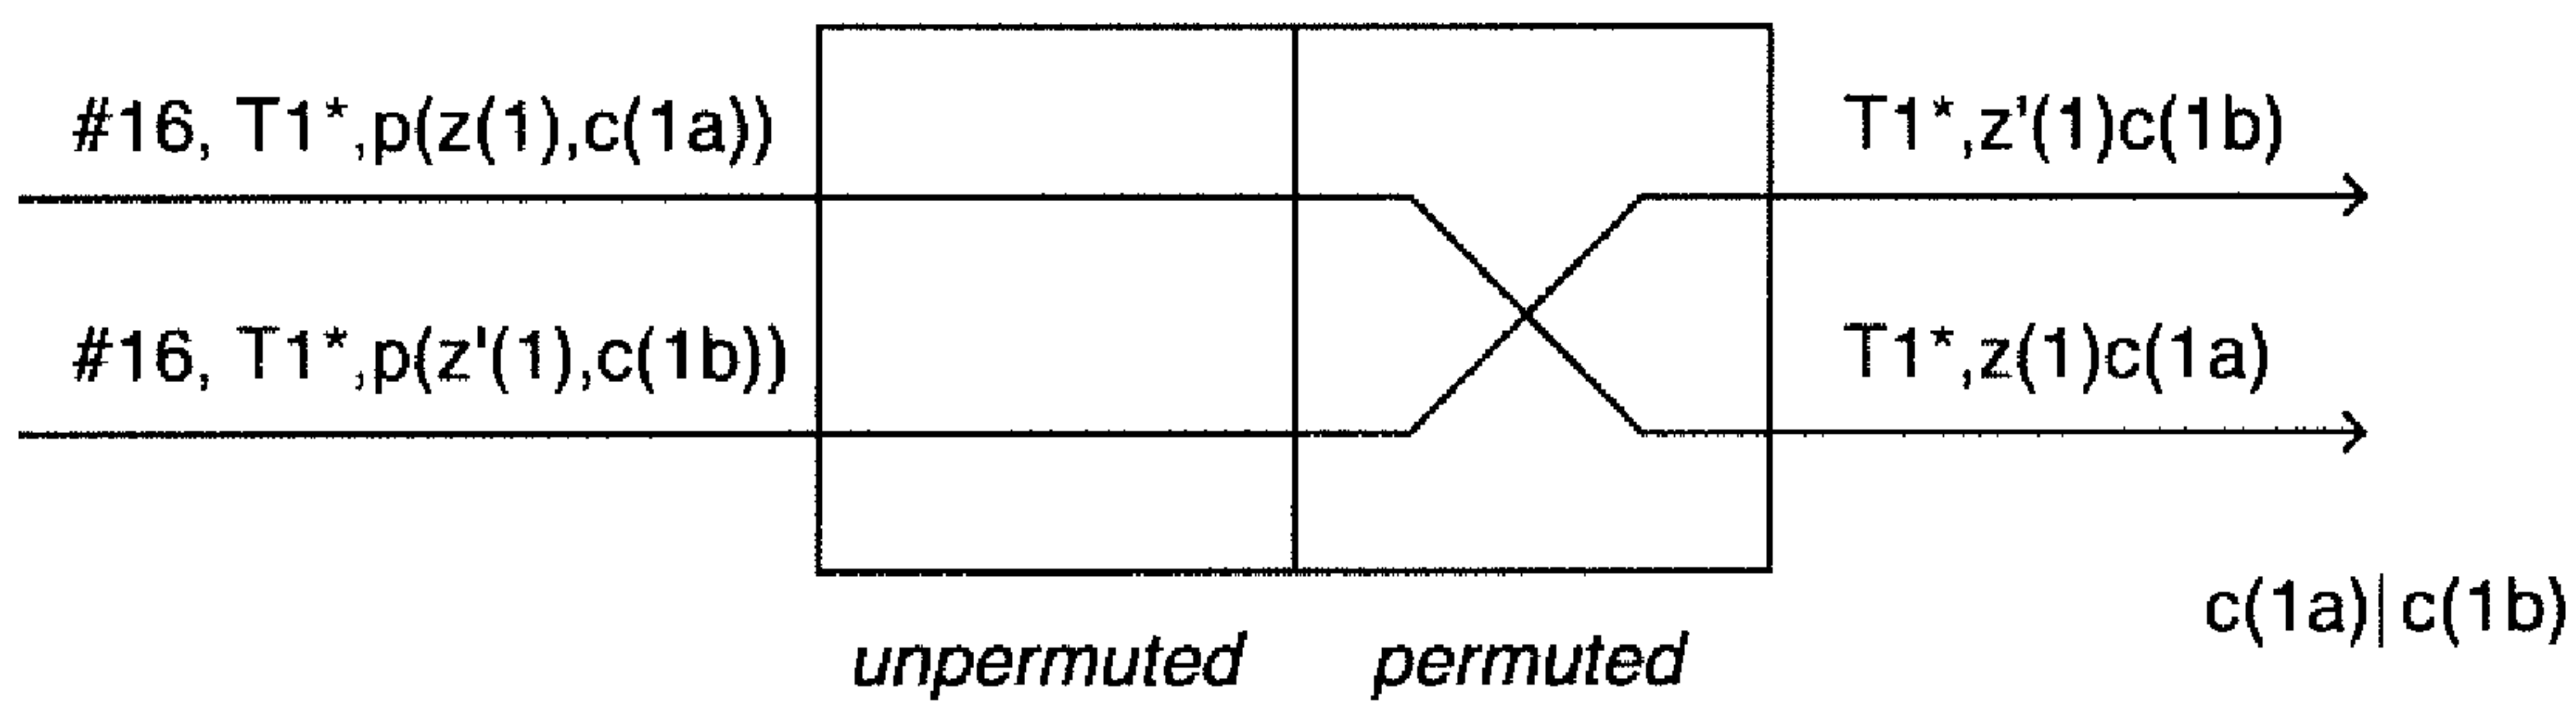 #16, T1*,p(z(1),c(1a))
T1*,z'(1)c(1b)
#16, T1*,p(z'(1),c(1b))
T1*,z(1)c(1a)
c(1a)|c(1b)
unpermuted
permuted